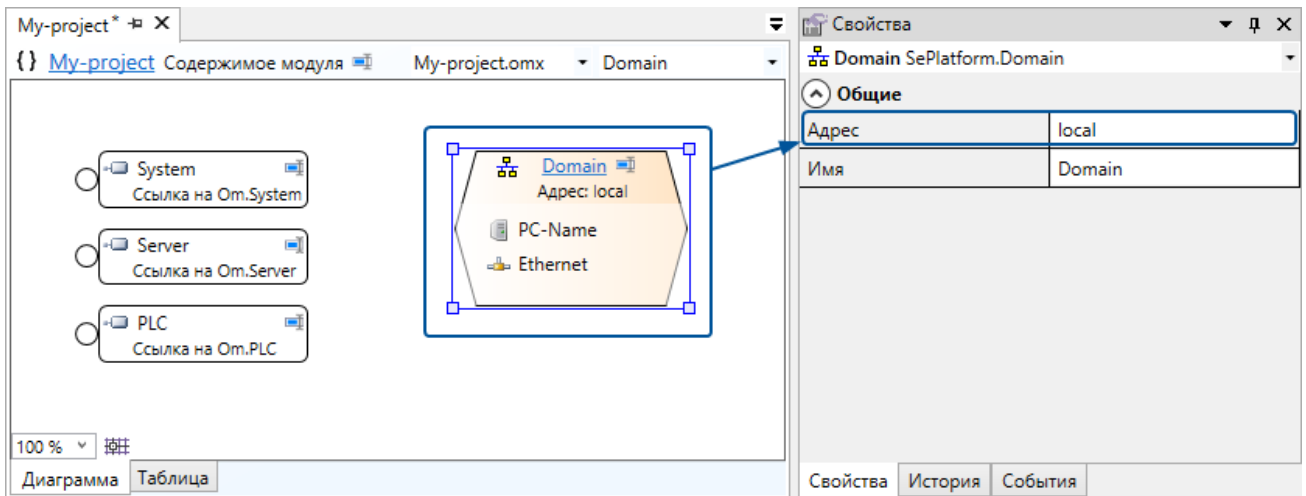 My-project*
{} My-project Содержимое модуля My-project.omx Domain
System
Ссылка на Om.System
Server
Ссылка на Om.Server
PLC
Ссылка на Om.PLC
Domain
Адрес: local
PC-Name
Ethernet
100 %
Диаграмма Таблица
Свойства
Domain SePlatform.Domain
Общие
Адрес local
Имя Domain
Свойства История События